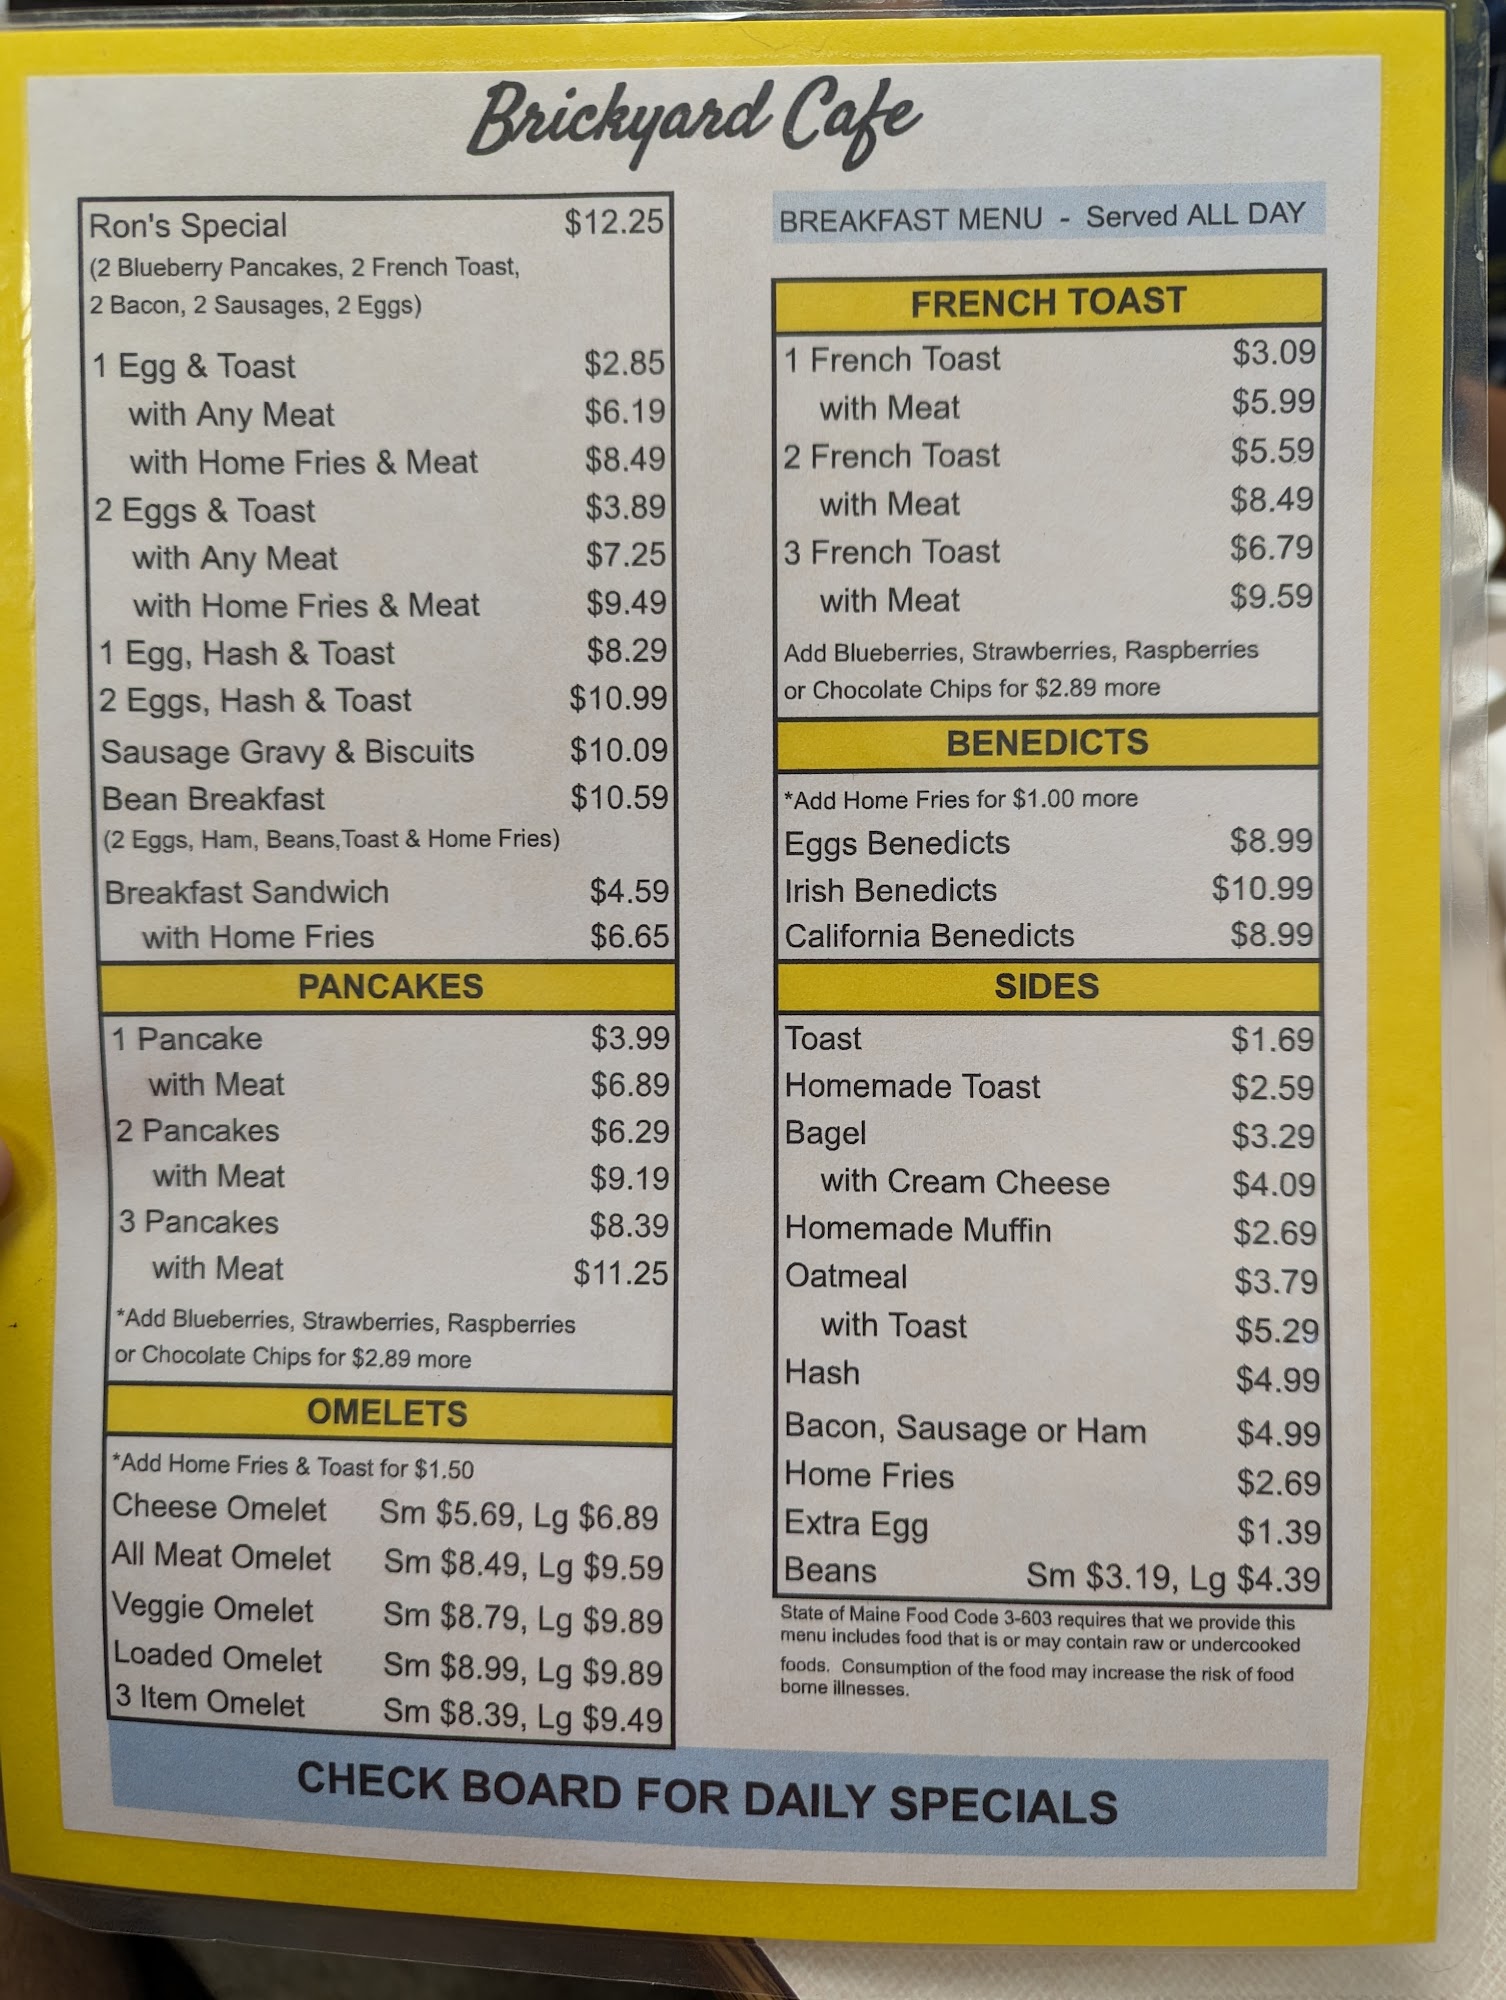 Brickyard Cafe
Ron's Special $12.25
(2 Blueberry Pancakes, 2 French Toast,
2 Bacon, 2 Sausages, 2 Eggs)
1 Egg & Toast $2.85
with Any Meat $6.19
with Home Fries & Meat $8.49
2 Eggs & Toast $3.89
with Any Meat $7.25
with Home Fries & Meat $9.49
1 Egg, Hash & Toast $8.29
2 Eggs, Hash & Toast $10.99
Sausage Gravy & Biscuits $10.09
Bean Breakfast $10.59
(2 Eggs, Ham, Beans,Toast & Home Fries)
Breakfast Sandwich $4.59
with Home Fries $6.65
PANCAKES
1 Pancake $3.99
with Meat $6.89
2 Pancakes $6.29
with Meat $9.19
3 Pancakes $8.39
with Meat $11.25
*Add Blueberries, Strawberries, Raspberries
or Chocolate Chips for $2.89 more
OMELETS
*Add Home Fries & Toast for $1.50
Cheese Omelet Sm $5.69, Lg $6.89
All Meat Omelet Sm $8.49, Lg $9.59
Veggie Omelet Sm $8.79, Lg $9.89
Loaded Omelet Sm $8.99, Lg $9.89
3 Item Omelet Sm $8.39, Lg $9.49
BREAKFAST MENU - Served ALL DAY
FRENCH TOAST
1 French Toast $3.09
with Meat $5.99
2 French Toast $5.59
with Meat $8.49
3 French Toast $6.79
with Meat $9.59
Add Blueberries, Strawberries, Raspberries
or Chocolate Chips for $2.89 more
BENEDICTS
*Add Home Fries for $1.00 more
Eggs Benedicts $8.99
Irish Benedicts $10.99
California Benedicts $8.99
SIDES
Toast $1.69
Homemade Toast $2.59
Bagel $3.29
with Cream Cheese $4.09
Homemade Muffin $2.69
Oatmeal $3.79
with Toast $5.29
Hash $4.99
Bacon, Sausage or Ham $4.99
Home Fries $2.69
Extra Egg $1.39
Beans Sm $3.19, Lg $4.39
State of Maine Food Code 3-603 requires that we provide this
menu includes food that is or may contain raw or undercooked
foods. Consumption of the food may increase the risk of food
borne illnesses.
CHECK BOARD FOR DAILY SPECIALS